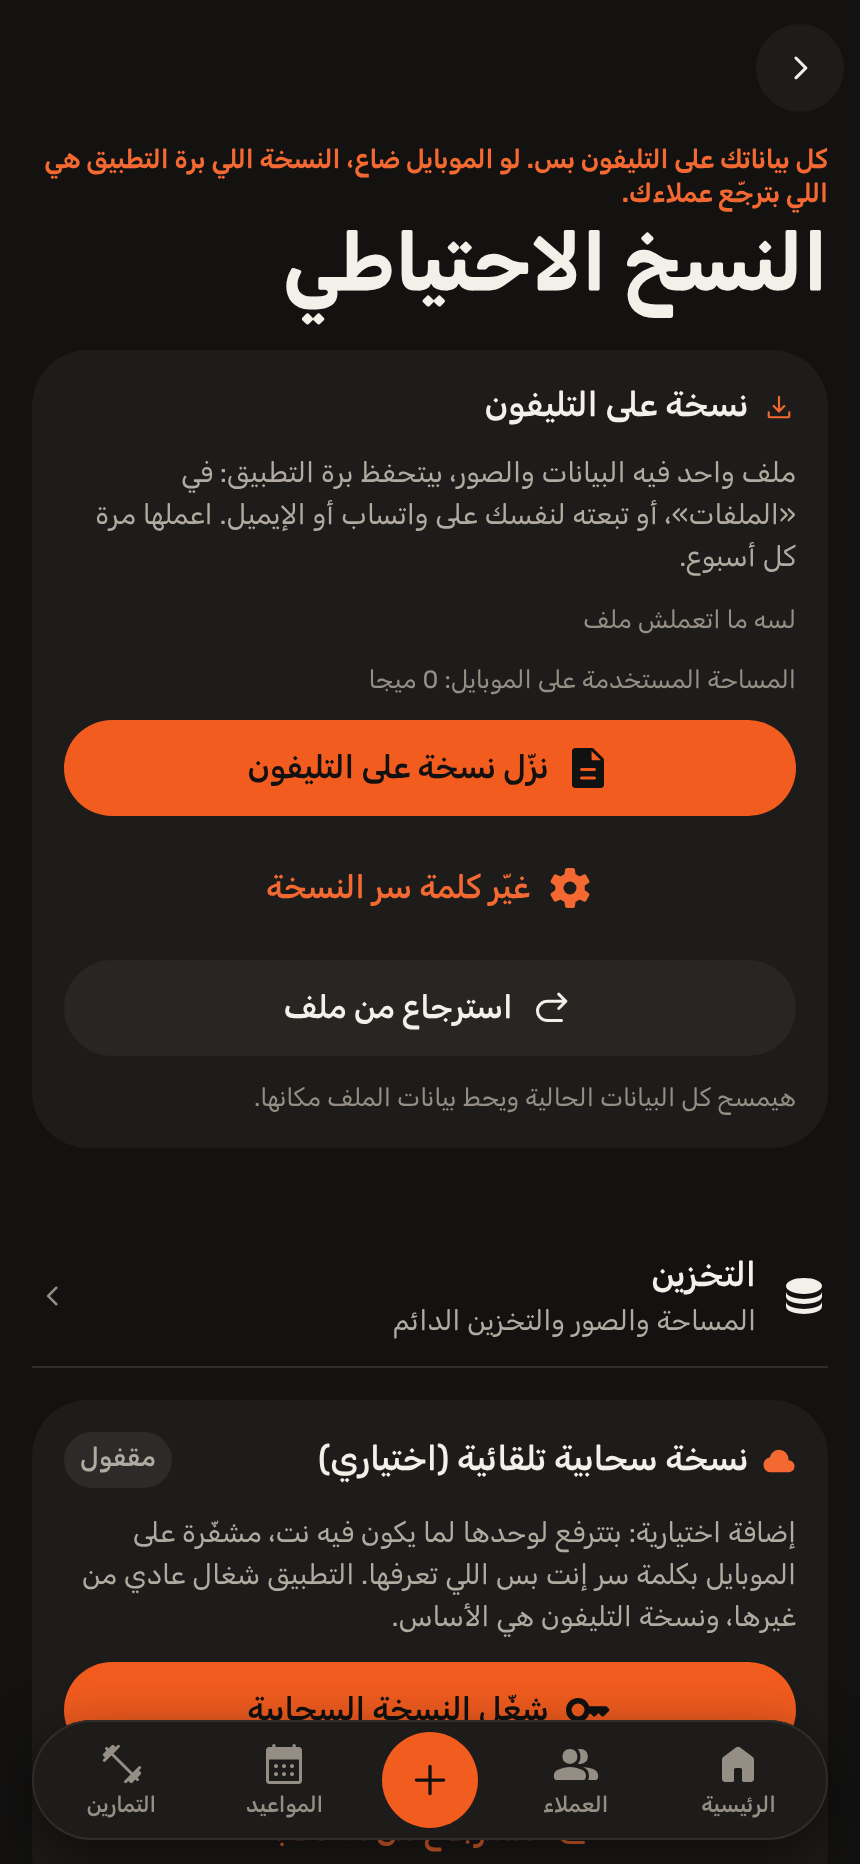 كل بياناتك على التليفون بس. لو الموبايل ضاع، النسخة اللي برة التطبيق هي
اللي بترجّع عملاءك.
النسخ الاحتياطي
نسخة على التليفون
ملف واحد فيه البيانات والصور، بيتحفظ برة التطبيق: في
«الملفات»، أو تبعته لنفسك على واتساب أو الإيميل. اعملها مرة
كل أسبوع.
لسه ما اتعملش ملف
المساحة المستخدمة على الموبايل: 0 ميجا
نزّل نسخة على التليفون
غيّر كلمة سر النسخة
استرجاع من ملف
هيمسح كل البيانات الحالية ويحط بيانات الملف مكانها.
التخزين
المساحة والصور والتخزين الدائم
نسخة سحابية تلقائية (اختياري)
مقفول
إضافة اختيارية: بتترفع لوحدها لما يكون فيه نت، مشفّرة على
الموبايل بكلمة سر إنت بس اللي تعرفها. التطبيق شغال عادي من
غيرها، ونسخة التليفون هي الأساس.
شغّل النسخة السحابية
الرئيسية
العملاء
المواعيد
التمارين